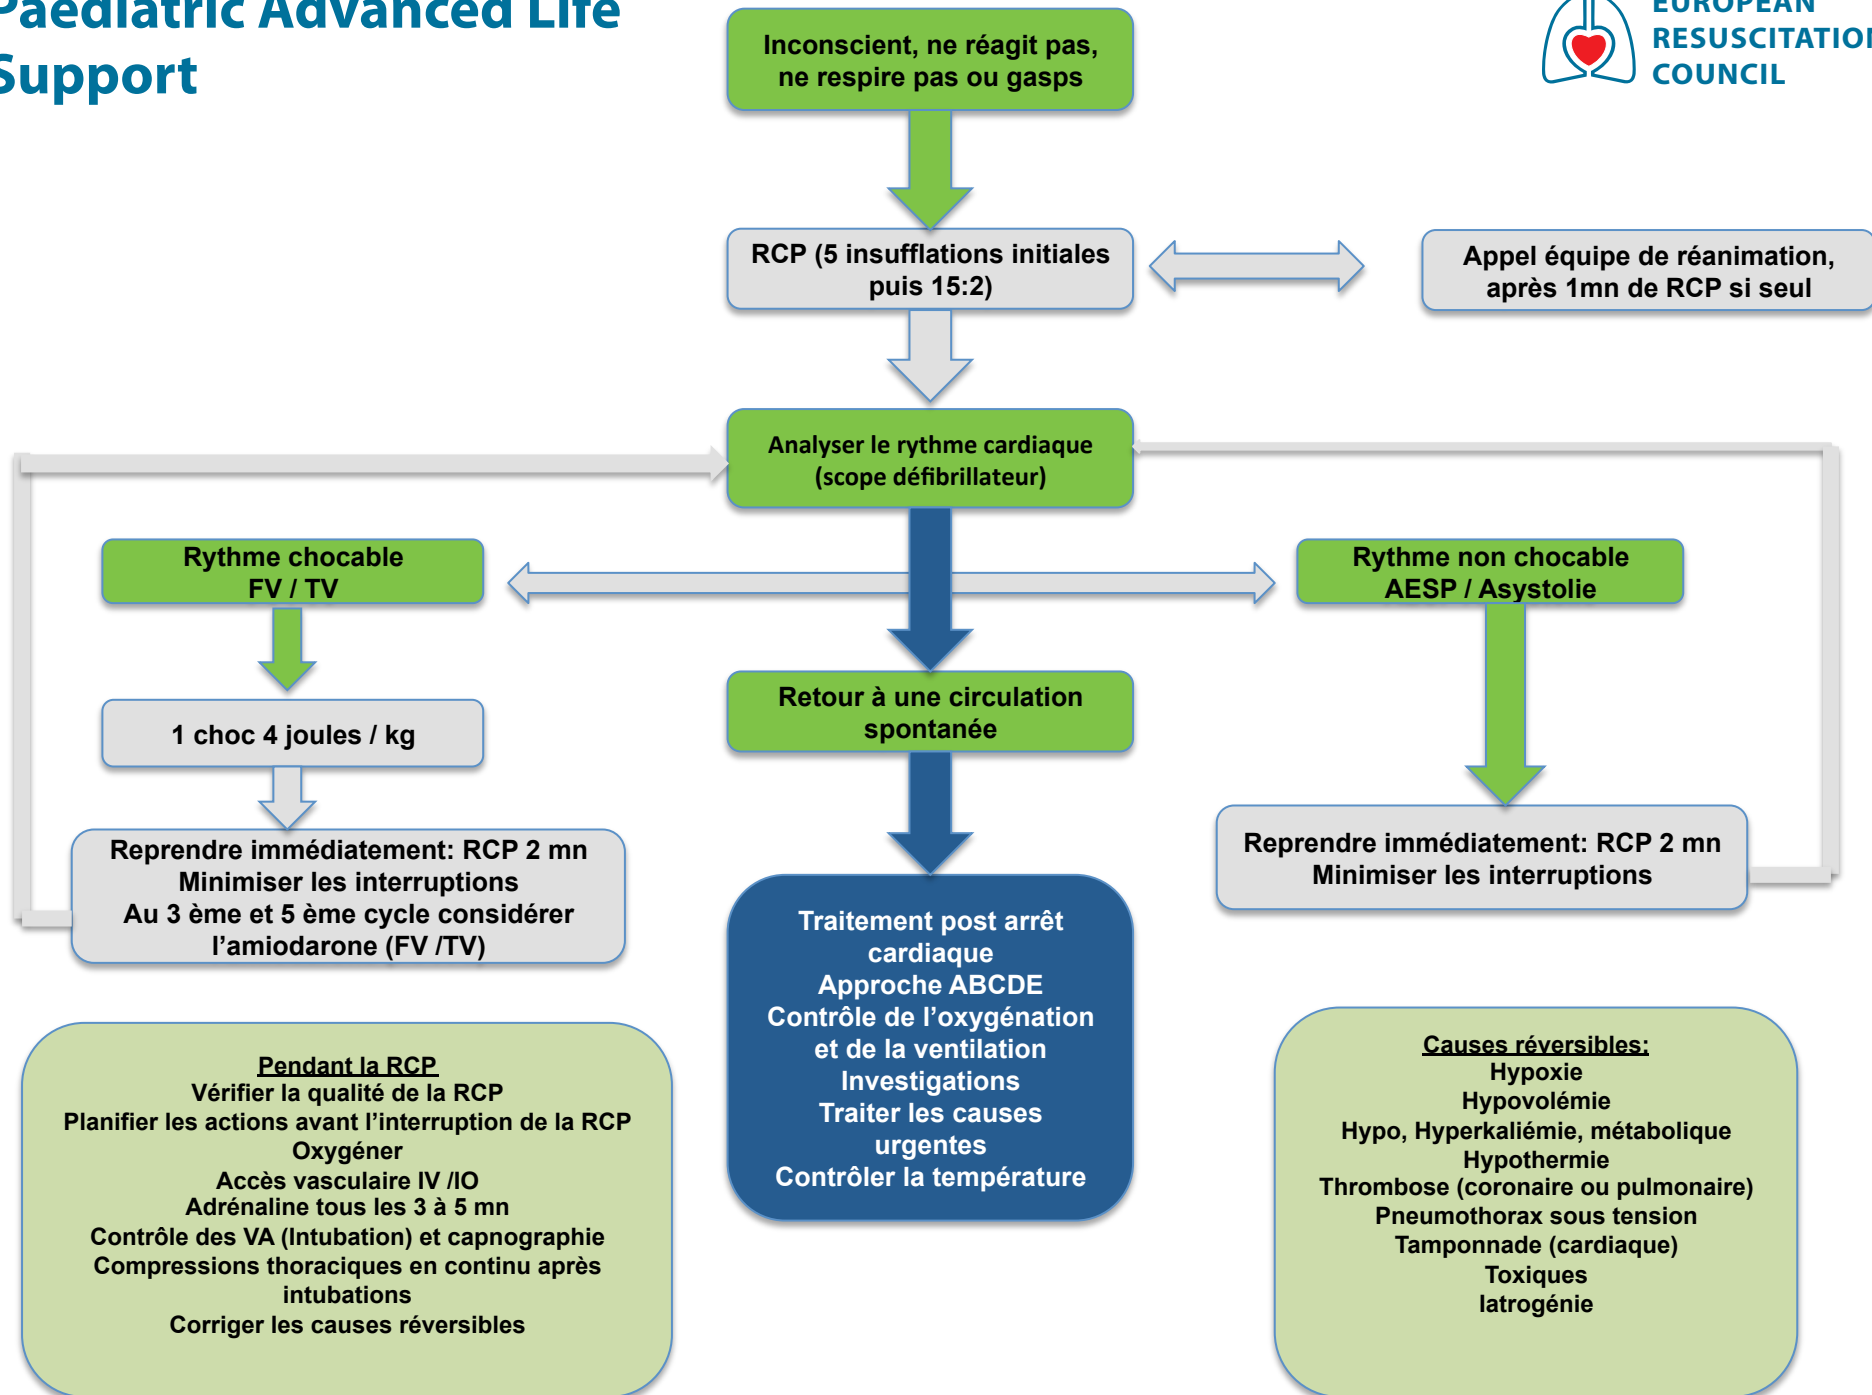 Paediatric Advanced Life
Support
EUROPEAN
RESUSCITATION
COUNCIL
Inconscient, ne réagit pas,
ne respire pas ou gasps
RCP (5 insufflations initiales
puis 15:2)
Appel équipe de réanimation,
après 1mn de RCP si seul
Analyser le rythme cardiaque
(scope défibrillateur)
Rythme chocable
FV / TV
Rythme non chocable
AESP / Asystolie
1 choc 4 joules / kg
Retour à une circulation
spontanée
Reprendre immédiatement: RCP 2 mn
Minimiser les interruptions
Au 3 ème et 5 ème cycle considérer
l’amiodarone (FV /TV)
Reprendre immédiatement: RCP 2 mn
Minimiser les interruptions
Traitement post arrêt
cardiaque
Approche ABCDE
Contrôle de l’oxygénation
et de la ventilation
Investigations
Traiter les causes
urgentes
Contrôler la température
Pendant la RCP
Vérifier la qualité de la RCP
Planifier les actions avant l’interruption de la RCP
Oxygéner
Accès vasculaire IV /IO
Adrénaline tous les 3 à 5 mn
Contrôle des VA (Intubation) et capnographie
Compressions thoraciques en continu après
intubations
Corriger les causes réversibles
Causes réversibles:
Hypoxie
Hypovolémie
Hypo, Hyperkaliémie, métabolique
Hypothermie
Thrombose (coronaire ou pulmonaire)
Pneumothorax sous tension
Tamponnade (cardiaque)
Toxiques
Iatrogénie